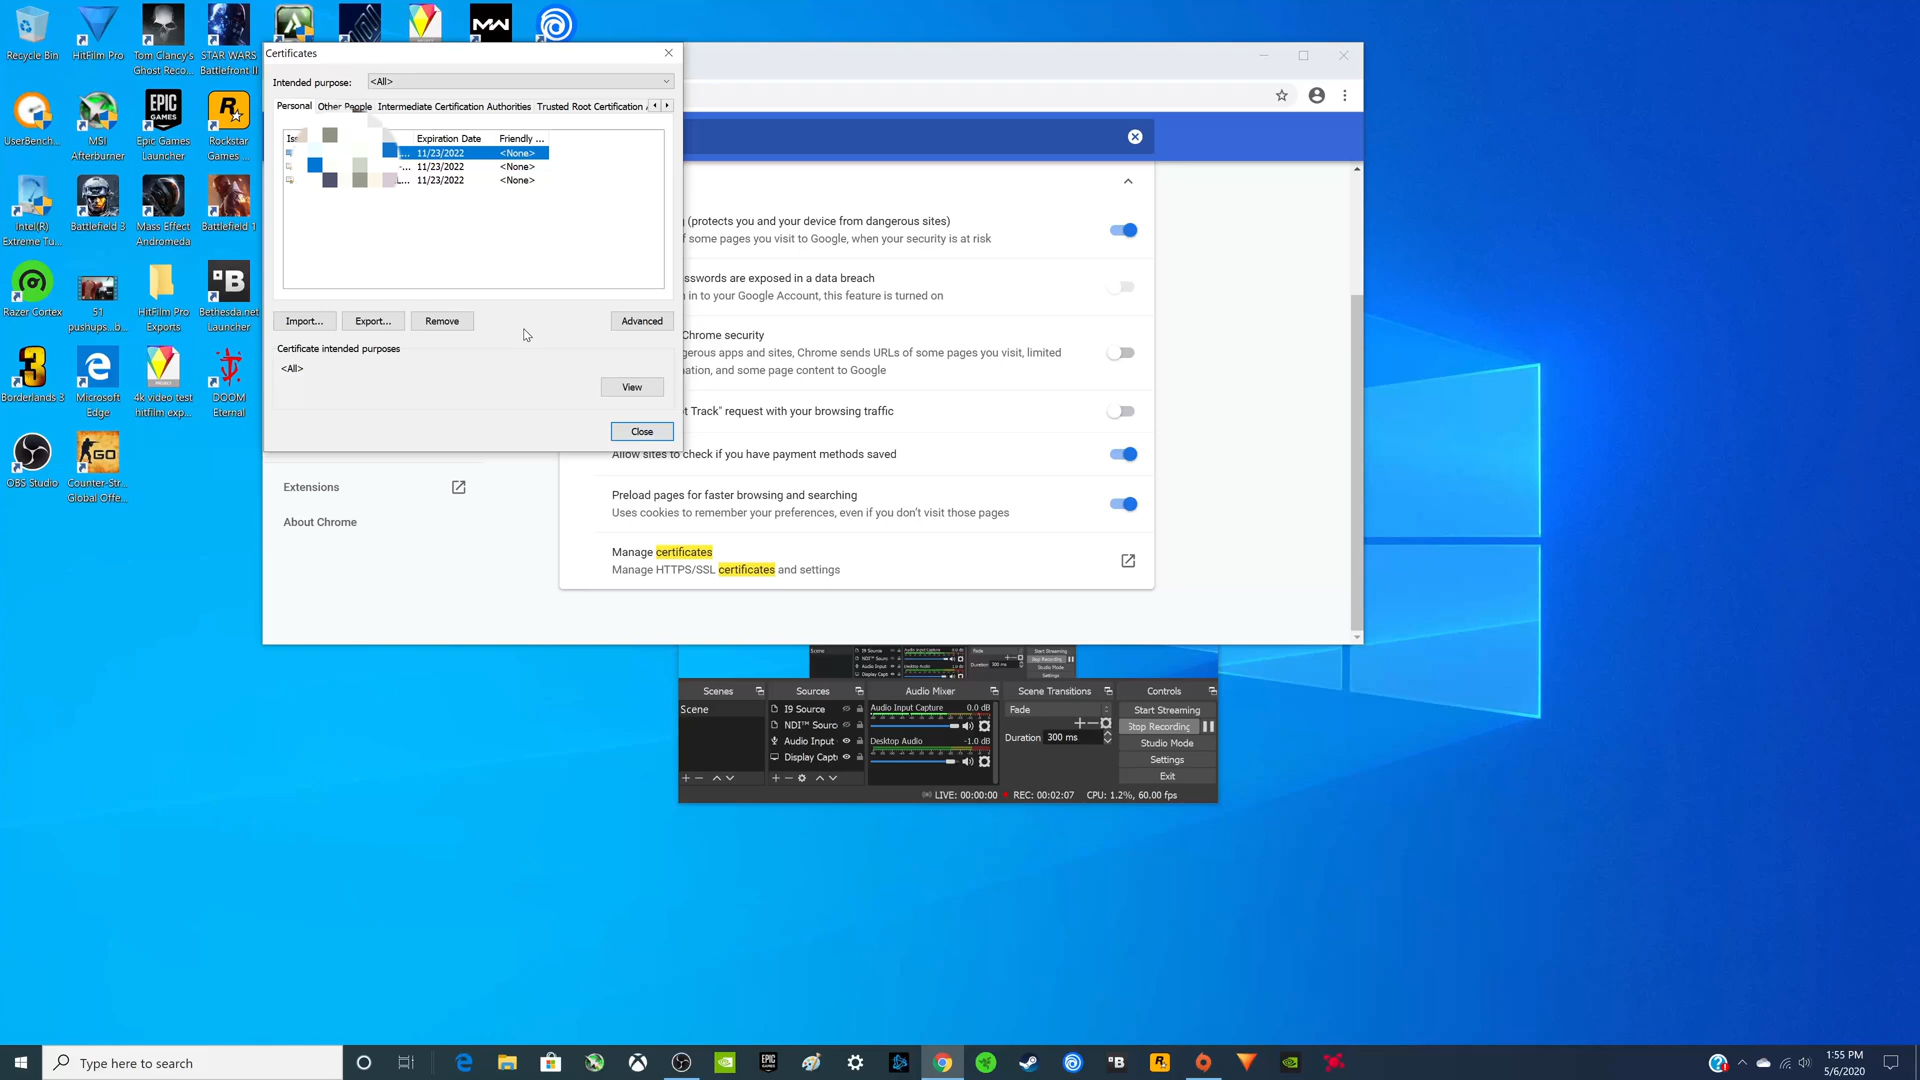 Recycle Bin
HitFilm Pro
Tom Clancy's
Ghost Reco...
STAR WARS
Battlefront II
UserBench...
MSI
Afterburner
Epic Games
Launcher
Rockstar
Games ...
Intel(R)
Extreme Tu...
Battlefield 3
Mass Effect
Andromeda
Battlefield 1
Razer Cortex
51
pushups...b...
HitFilm Pro
Exports
Bethesda.net
Launcher
Borderlands 3
Microsoft
Edge
4k video test
hitfilm exp...
DOOM
Eternal
OBS Studio
Counter-Str...
Global Offe...
Certificates
Intended purpose:
<All>
Personal
Other People
Intermediate Certification Authorities
Trusted Root Certification
Iss
Expiration Date
Friendly ...
... 11/23/2022 <None>
... 11/23/2022 <None>
... 11/23/2022 <None>
Import...
Export...
Remove
Advanced
Certificate intended purposes
<All>
View
Close
(protects you and your device from dangerous sites)
f some pages you visit to Google, when your security is at risk
sswords are exposed in a data breach
n in to your Google Account, this feature is turned on
Chrome security
gerous apps and sites, Chrome sends URLs of some pages you visit, limited
nation, and some page content to Google
t Track" request with your browsing traffic
Allow sites to check if you have payment methods saved
Preload pages for faster browsing and searching
Uses cookies to remember your preferences, even if you don't visit those pages
Manage certificates
Manage HTTPS/SSL certificates and settings
Extensions
About Chrome
Scenes
Sources
Audio Mixer
Scene Transitions
Controls
Scene
I9 Source
NDI™ Sourc
Audio Input
Display Captu
Audio Input Capture 0.0 dB
Desktop Audio -1.0 dB
Fade
Duration 300 ms
Start Streaming
Stop Recording
Studio Mode
Settings
Exit
LIVE: 00:00:00
REC: 00:02:07
CPU: 1.2%, 60.00 fps
Type here to search
1:55 PM
5/6/2020